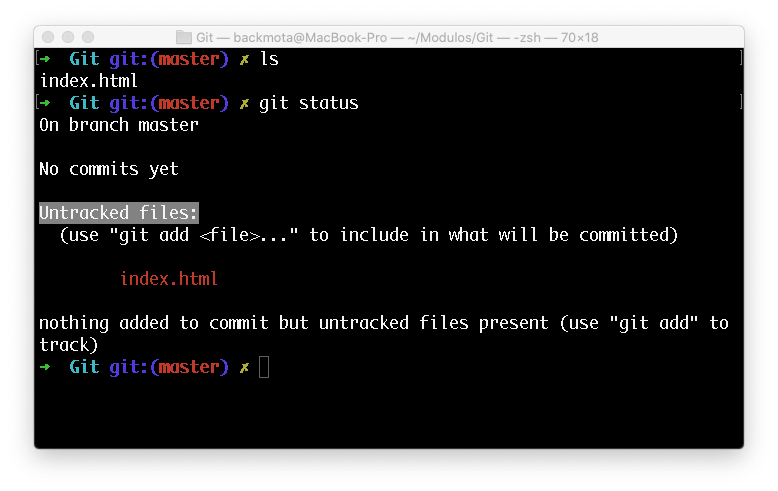 Git — backmota@MacBook-Pro — ~/Modulos/Git — -zsh — 70×18
[➜  Git git:(master) ✗ ls ]
index.html
[➜  Git git:(master) ✗ git status ]
On branch master
No commits yet
Untracked files:
  (use "git add <file>..." to include in what will be committed)
        index.html
nothing added to commit but untracked files present (use "git add" to
track)
➜  Git git:(master) ✗